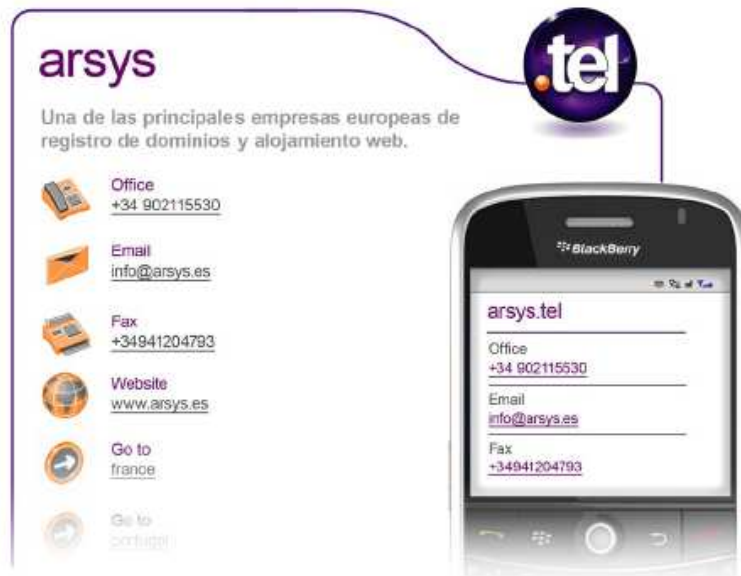 arsys
.tel
Una de las principales empresas europeas de
registro de dominios y alojamiento web.
Office
+34 902115530
Email
info@arsys.es
Fax
+34941204793
Website
www.arsys.es
Go to
france
Go to
portugal
BlackBerry
arsys.tel
Office
+34 902115530
Email
info@arsys.es
Fax
+34941204793